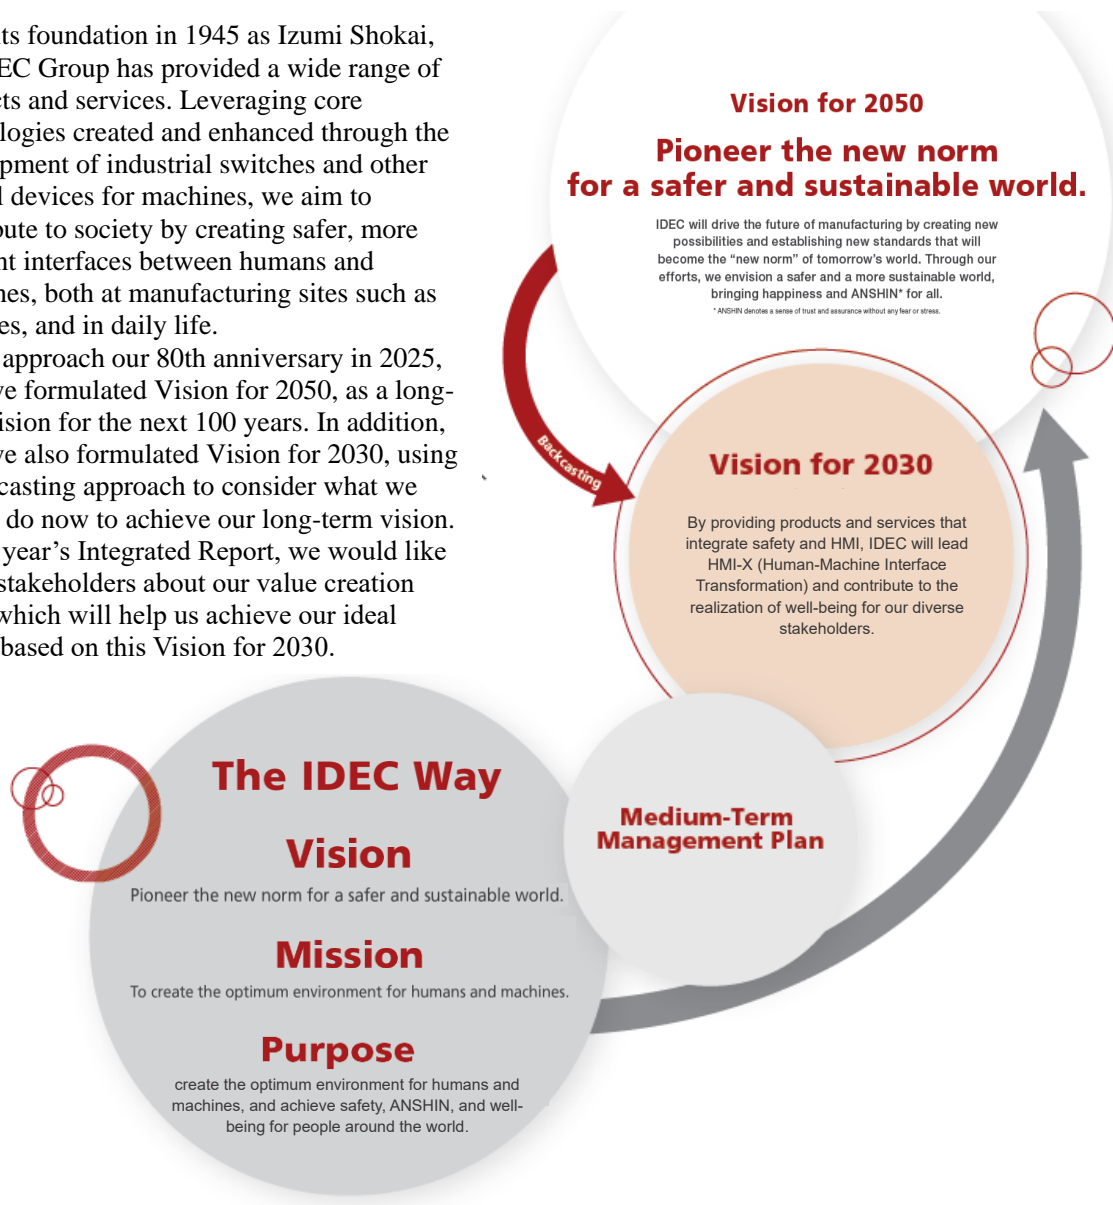 ts foundation in 1945 as Izumi Shokai,
EC Group has provided a wide range of
cts and services. Leveraging core
ologies created and enhanced through the
opment of industrial switches and other
l devices for machines, we aim to
bute to society by creating safer, more
nt interfaces between humans and
nes, both at manufacturing sites such as
es, and in daily life.
approach our 80th anniversary in 2025,
ve formulated Vision for 2050, as a long-
ision for the next 100 years. In addition,
ve also formulated Vision for 2030, using
casting approach to consider what we
do now to achieve our long-term vision.
year’s Integrated Report, we would like
stakeholders about our value creation
which will help us achieve our ideal
based on this Vision for 2030.
Vision for 2050
Pioneer the new norm
for a safer and sustainable world.
IDEC will drive the future of manufacturing by creating new
possibilities and establishing new standards that will
become the “new norm” of tomorrow’s world. Through our
efforts, we envision a safer and a more sustainable world,
bringing happiness and ANSHIN* for all.
* ANSHIN denotes a sense of trust and assurance without any fear or stress.
Backcasting
Vision for 2030
By providing products and services that
integrate safety and HMI, IDEC will lead
HMI-X (Human-Machine Interface
Transformation) and contribute to the
realization of well-being for our diverse
stakeholders.
Medium-Term
Management Plan
The IDEC Way
Vision
Pioneer the new norm for a safer and sustainable world.
Mission
To create the optimum environment for humans and machines.
Purpose
create the optimum environment for humans and
machines, and achieve safety, ANSHIN, and well-
being for people around the world.